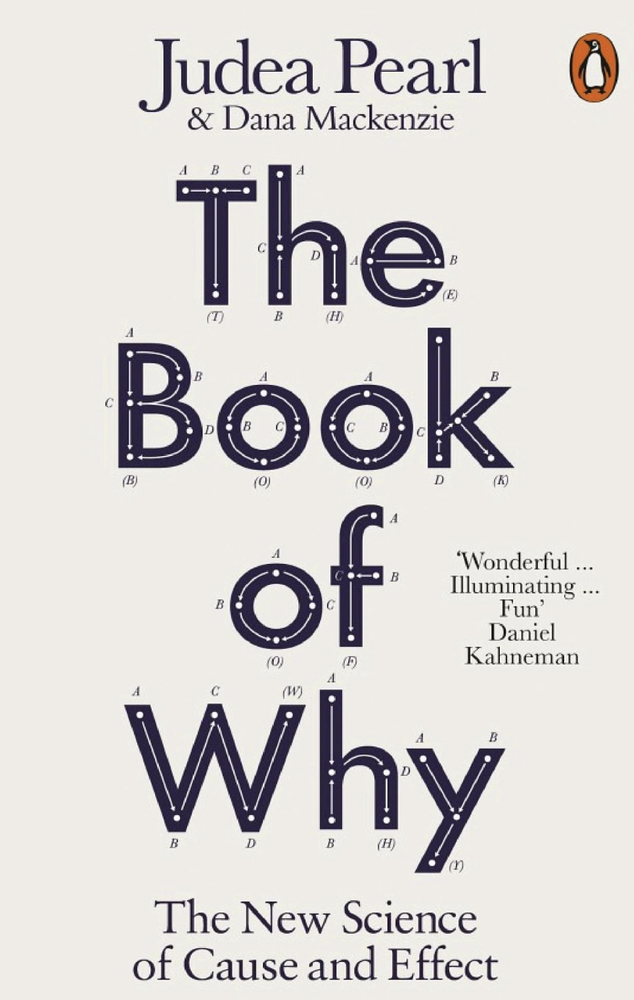 Judea Pearl
& Dana Mackenzie
A B C A
The
C D A B
(E)
(T) B (H)
A
Book
B A A B
C D B C C B C
(B) (O) (O) D (K)
A
of
A
B C C B
(O) (F)
‘Wonderful ...
Illuminating ...
Fun’
Daniel
Kahneman
A
A C (W)
Why
A B
D
B D B (H)
(Y)
The New Science
of Cause and Effect